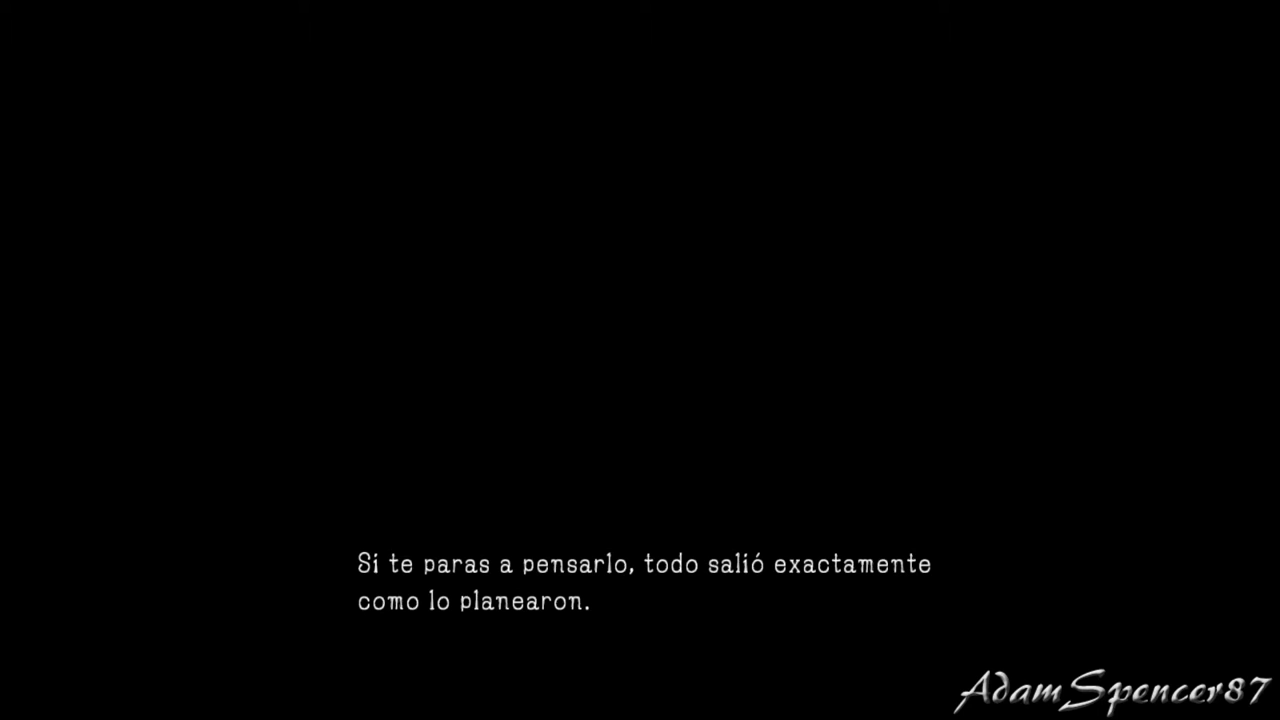 Si te paras a pensarlo, todo salió exactamente
como lo planearon.
AdamSpencer87